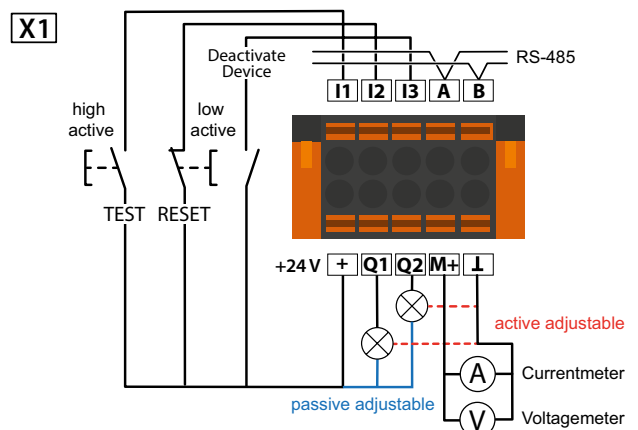 X1
Deactivate
Device
RS-485
I1 I2 I3 A B
high
active
low
active
TEST RESET
+24 V + Q1 Q2 M+ ⊥
active adjustable
passive adjustable
A Currentmeter
V Voltagemeter